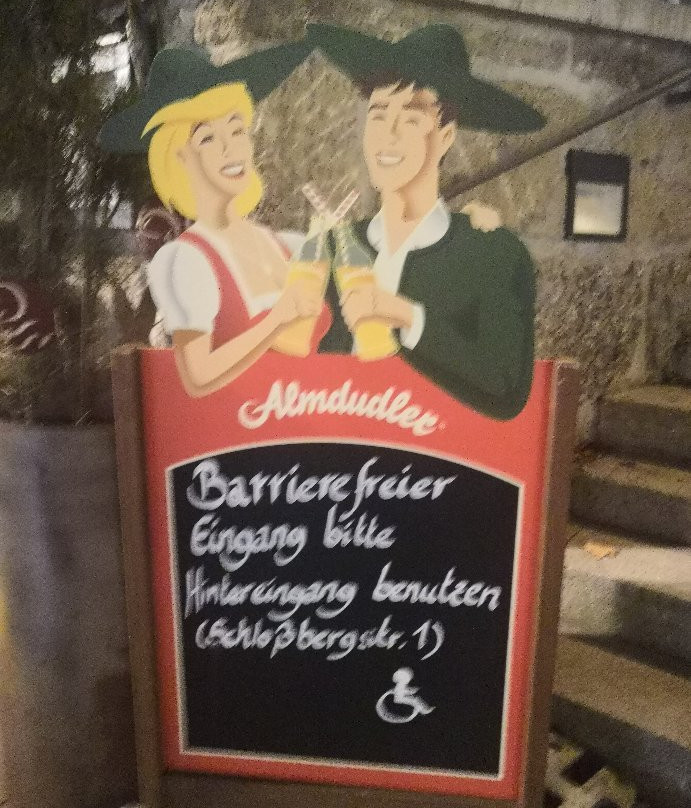 Almdudler
Barrierefreier
Eingang bitte
Hintereingang benutzen
(Schloßbergstr. 1)